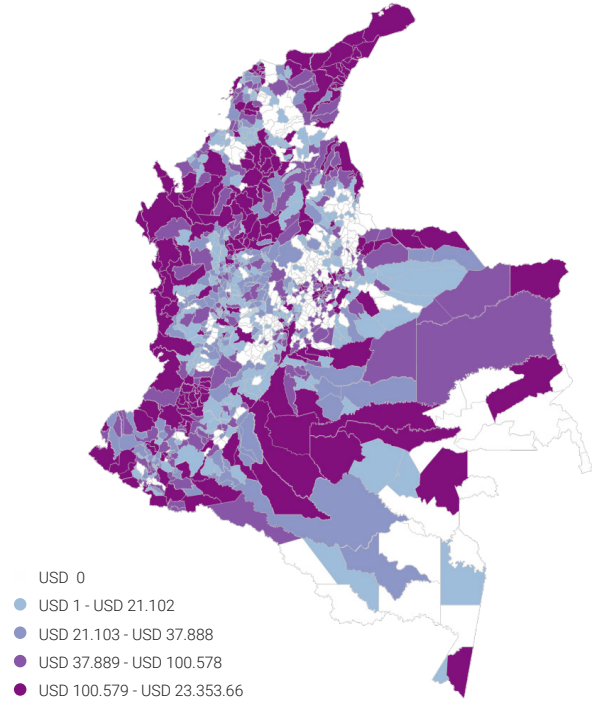 USD 0
USD 1 - USD 21.102
USD 21.103 - USD 37.888
USD 37.889 - USD 100.578
USD 100.579 - USD 23.353.66